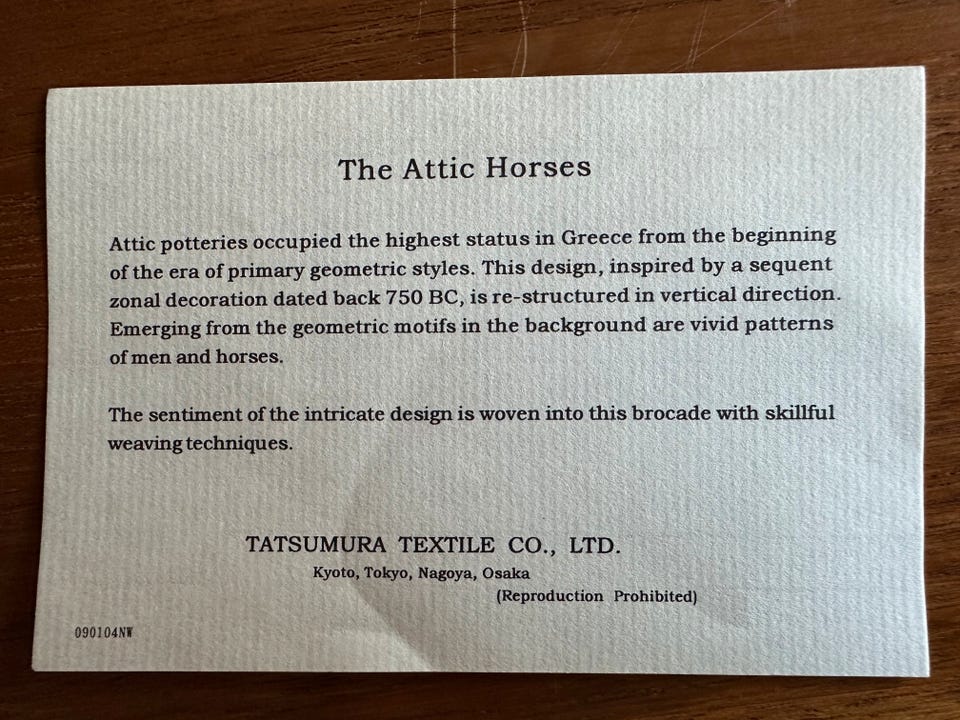 The Attic Horses
Attic potteries occupied the highest status in Greece from the beginning
of the era of primary geometric styles. This design, inspired by a sequent
zonal decoration dated back 750 BC, is re-structured in vertical direction.
Emerging from the geometric motifs in the background are vivid patterns
of men and horses.
The sentiment of the intricate design is woven into this brocade with skillful
weaving techniques.
TATSUMURA TEXTILE CO., LTD.
Kyoto, Tokyo, Nagoya, Osaka
(Reproduction Prohibited)
090104NW